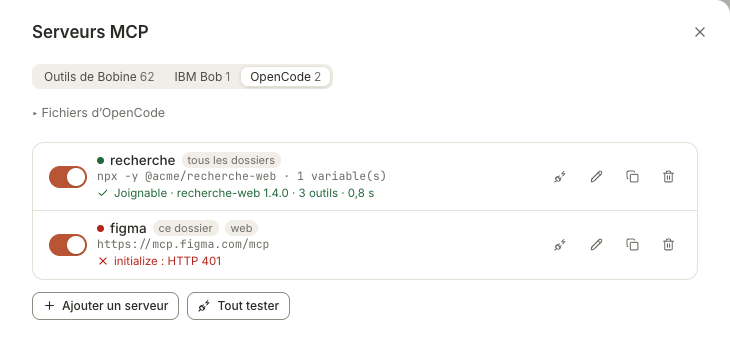 Serveurs MCP
Outils de Bobine 62 IBM Bob 1 OpenCode 2
Fichiers d’OpenCode
recherche tous les dossiers
npx -y @acme/recherche-web · 1 variable(s)
Joignable · recherche-web 1.4.0 · 3 outils · 0,8 s
figma ce dossier web
https://mcp.figma.com/mcp
initialize : HTTP 401
Ajouter un serveur Tout tester